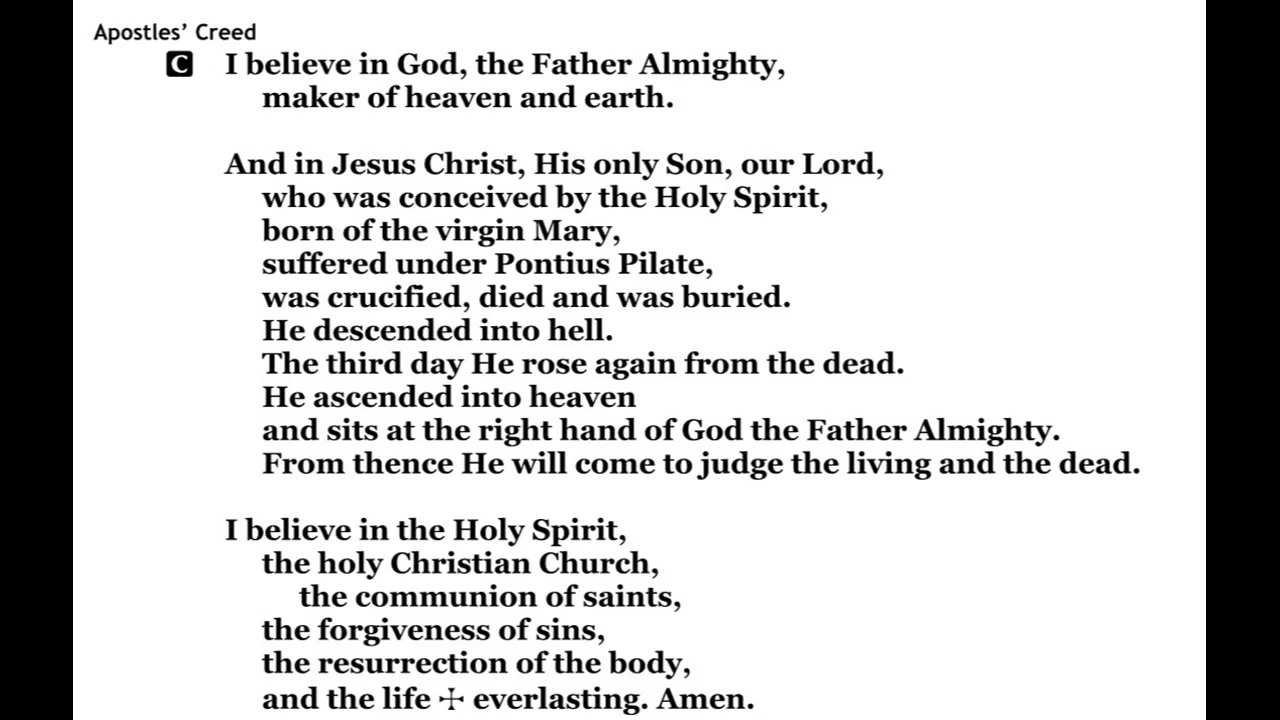 Apostles’ Creed
C I believe in God, the Father Almighty,
maker of heaven and earth.
And in Jesus Christ, His only Son, our Lord,
who was conceived by the Holy Spirit,
born of the virgin Mary,
suffered under Pontius Pilate,
was crucified, died and was buried.
He descended into hell.
The third day He rose again from the dead.
He ascended into heaven
and sits at the right hand of God the Father Almighty.
From thence He will come to judge the living and the dead.
I believe in the Holy Spirit,
the holy Christian Church,
the communion of saints,
the forgiveness of sins,
the resurrection of the body,
and the life ☩ everlasting. Amen.